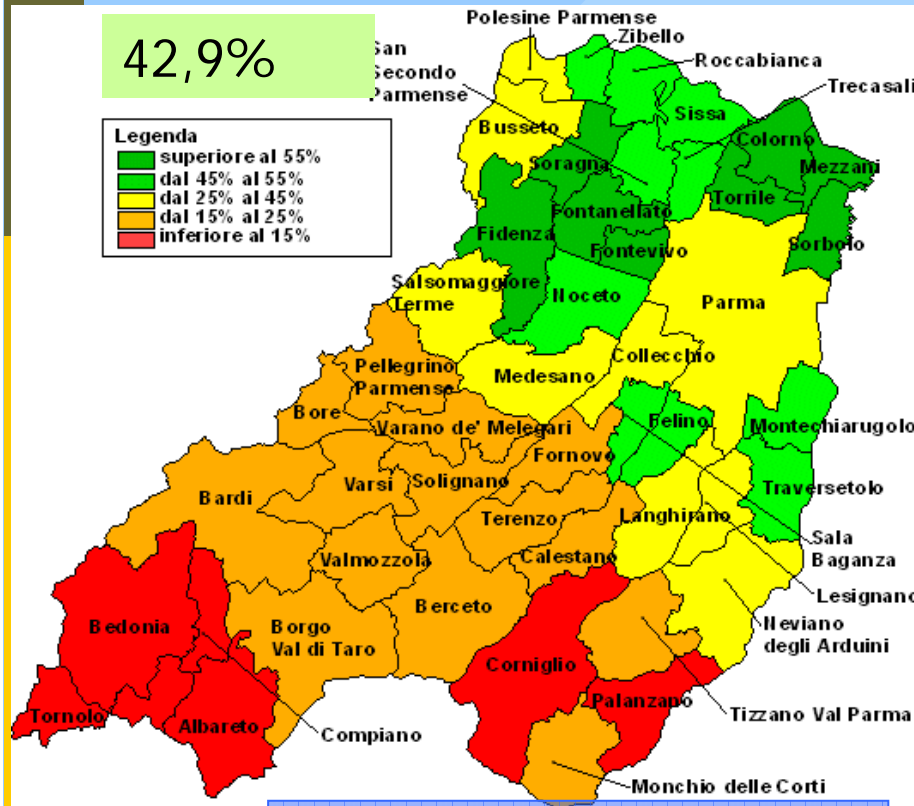 42,9%
Legenda
superiore al 55%
dal 45% al 55%
dal 25% al 45%
dal 15% al 25%
inferiore al 15%
Polesine Parmense
Zibello
San
Secondo
Parmense
Roccabianca
Trecasali
Sissa
Busseto
Colorno
Soragna
Mezzani
Torrile
Fontanellato
Fidenza
Fontevivo
Sorbolo
Salsomaggiore
Terme
Noceto
Parma
Collecchio
Pellegrino
Parmense
Medesano
Bore
Varano de' Melegari
Felino
Montechiarugolo
Fornovo
Bardi
Varsi
Solignano
Traversetolo
Terenzo
Langhirano
Sala
Baganza
Valmozzola
Calestano
Lesignano
Berceto
Bedonia
Borgo
Val di Taro
Neviano
degli Arduini
Corniglio
Palanzano
Tornolo
Albareto
Compiano
Tizzano Val Parma
Monchio delle Corti